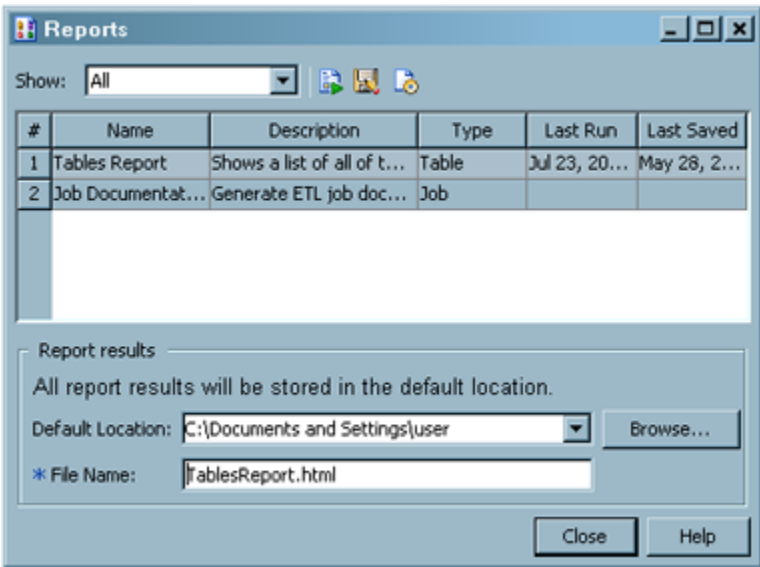 Reports
Show: All
# Name Description Type Last Run Last Saved
1 Tables Report Shows a list of all of t... Table Jul 23, 20... May 28, 2...
2 Job Documentat... Generate ETL job doc... Job
Report results
All report results will be stored in the default location.
Default Location: C:\Documents and Settings\user Browse...
* File Name: TablesReport.html
Close Help